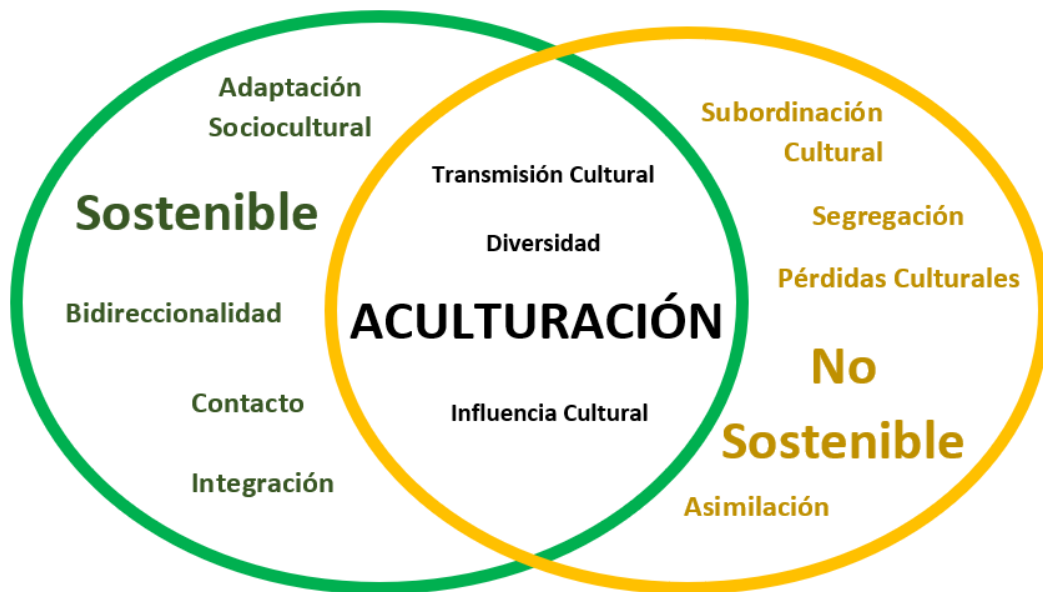 Adaptación
Sociocultural
Sostenible
Bidireccionalidad
Contacto
Integración
Transmisión Cultural
Diversidad
ACULTURACIÓN
Influencia Cultural
Subordinación
Cultural
Segregación
Pérdidas Culturales
No
Sostenible
Asimilación